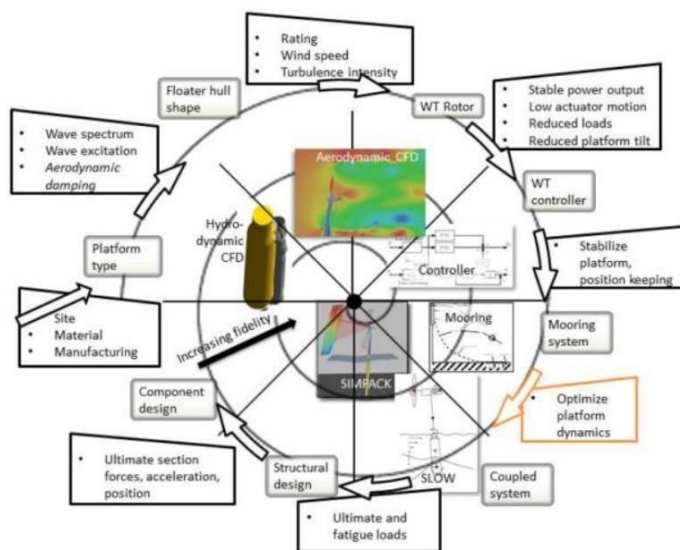 • Rating
• Wind speed
• Turbulence intensity
Floater hull
shape
WT Rotor
• Stable power output
• Low actuator motion
• Reduced loads
• Reduced platform tilt
• Wave spectrum
• Wave excitation
• Aerodynamic
damping
Aerodynamic CFD
WT
controller
Hydro-
dynamic
CFD
Platform
type
Controller
• Stabilize
platform,
position keeping
• Site
• Material
• Manufacturing
Increasing fidelity
Mooring
Mooring
system
SIMPACK
Component
design
• Optimize
platform
dynamics
• Ultimate section
forces, acceleration,
position
Structural
design
SLOW
Coupled
system
• Ultimate and
fatigue loads